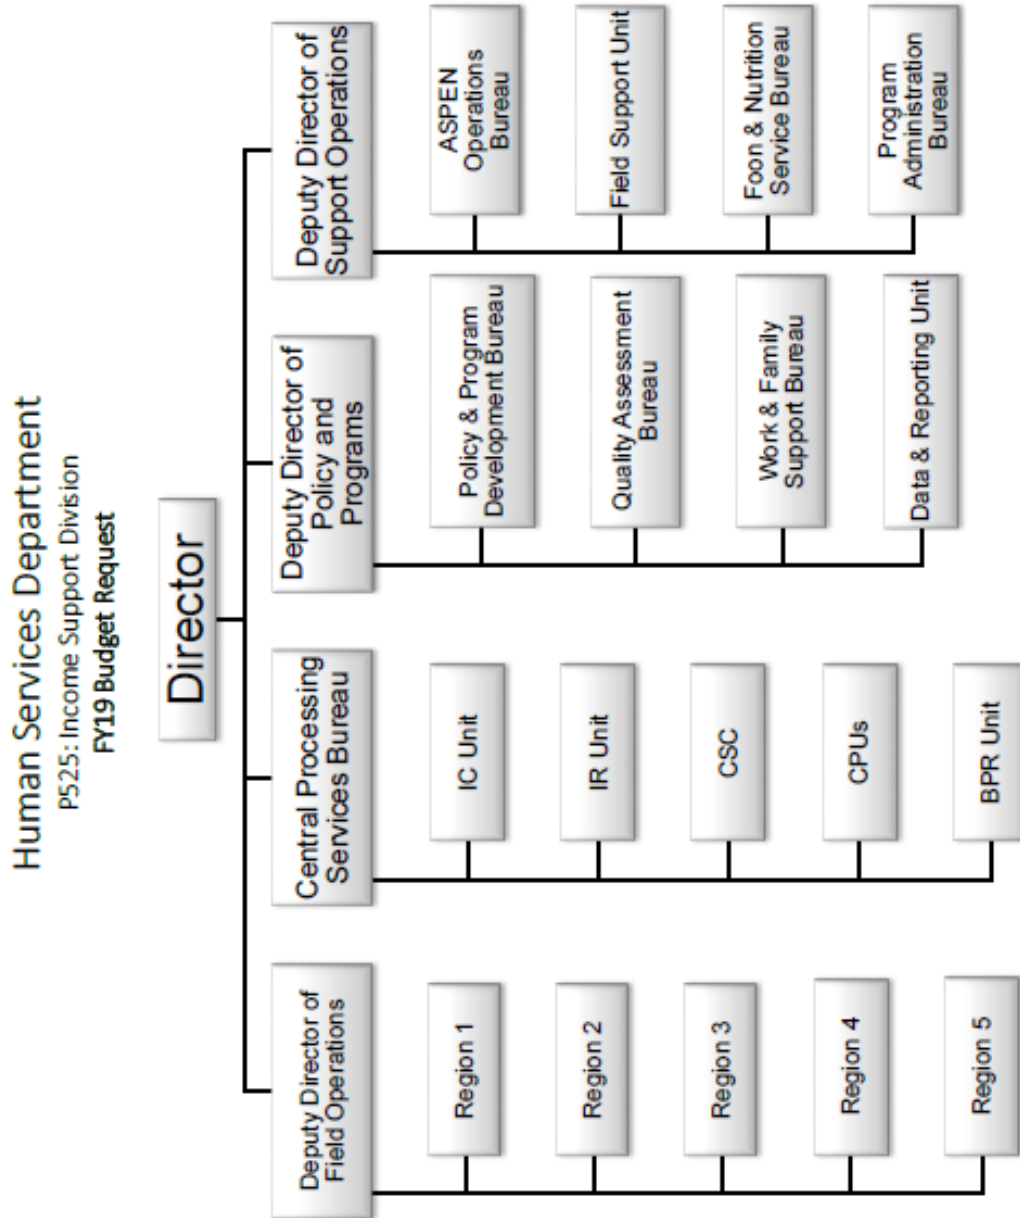 Human Services Department
P525: Income Support Division
FY19 Budget Request
Director
Deputy Director of
Field Operations
Region 1
Region 2
Region 3
Region 4
Region 5
Central Processing
Services Bureau
IC Unit
IR Unit
CSC
CPUs
BPR Unit
Deputy Director of
Policy and
Programs
Policy & Program
Development Bureau
Quality Assessment
Bureau
Work & Family
Support Bureau
Data & Reporting Unit
Deputy Director of
Support Operations
ASPEN
Operations
Bureau
Field Support Unit
Foon & Nutrition
Service Bureau
Program
Administration
Bureau